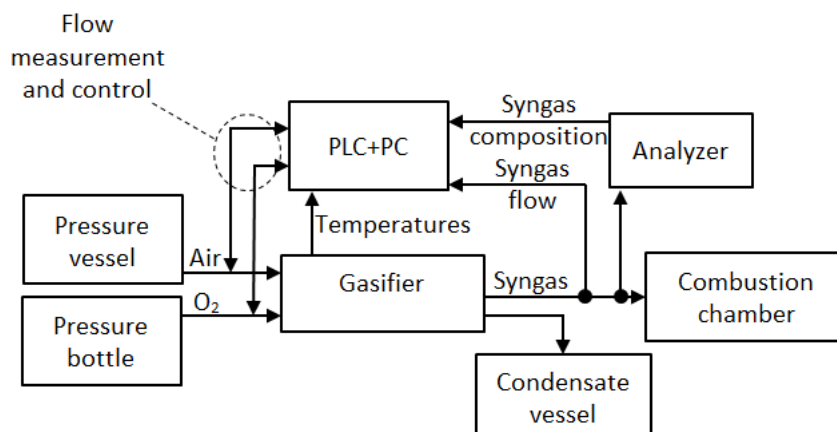 Flow
measurement
and control
PLC+PC
Syngas
composition
Syngas
flow
Analyzer
Temperatures
Pressure
vessel
Air
O₂
Pressure
bottle
Gasifier
Syngas
Combustion
chamber
Condensate
vessel